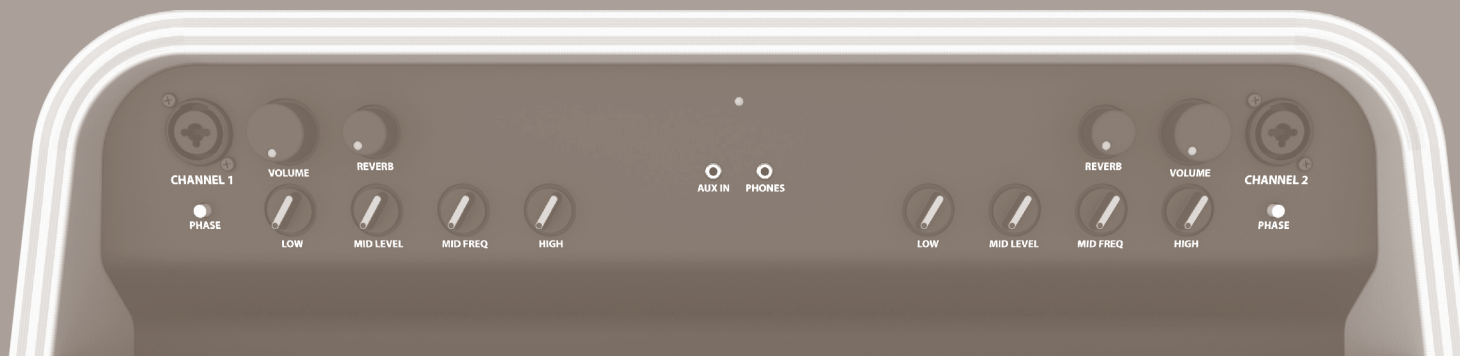 VOLUME
REVERB
CHANNEL 1
PHASE
LOW
MID LEVEL
MID FREQ
HIGH
AUX IN
PHONES
REVERB
VOLUME
CHANNEL 2
PHASE
LOW
MID LEVEL
MID FREQ
HIGH